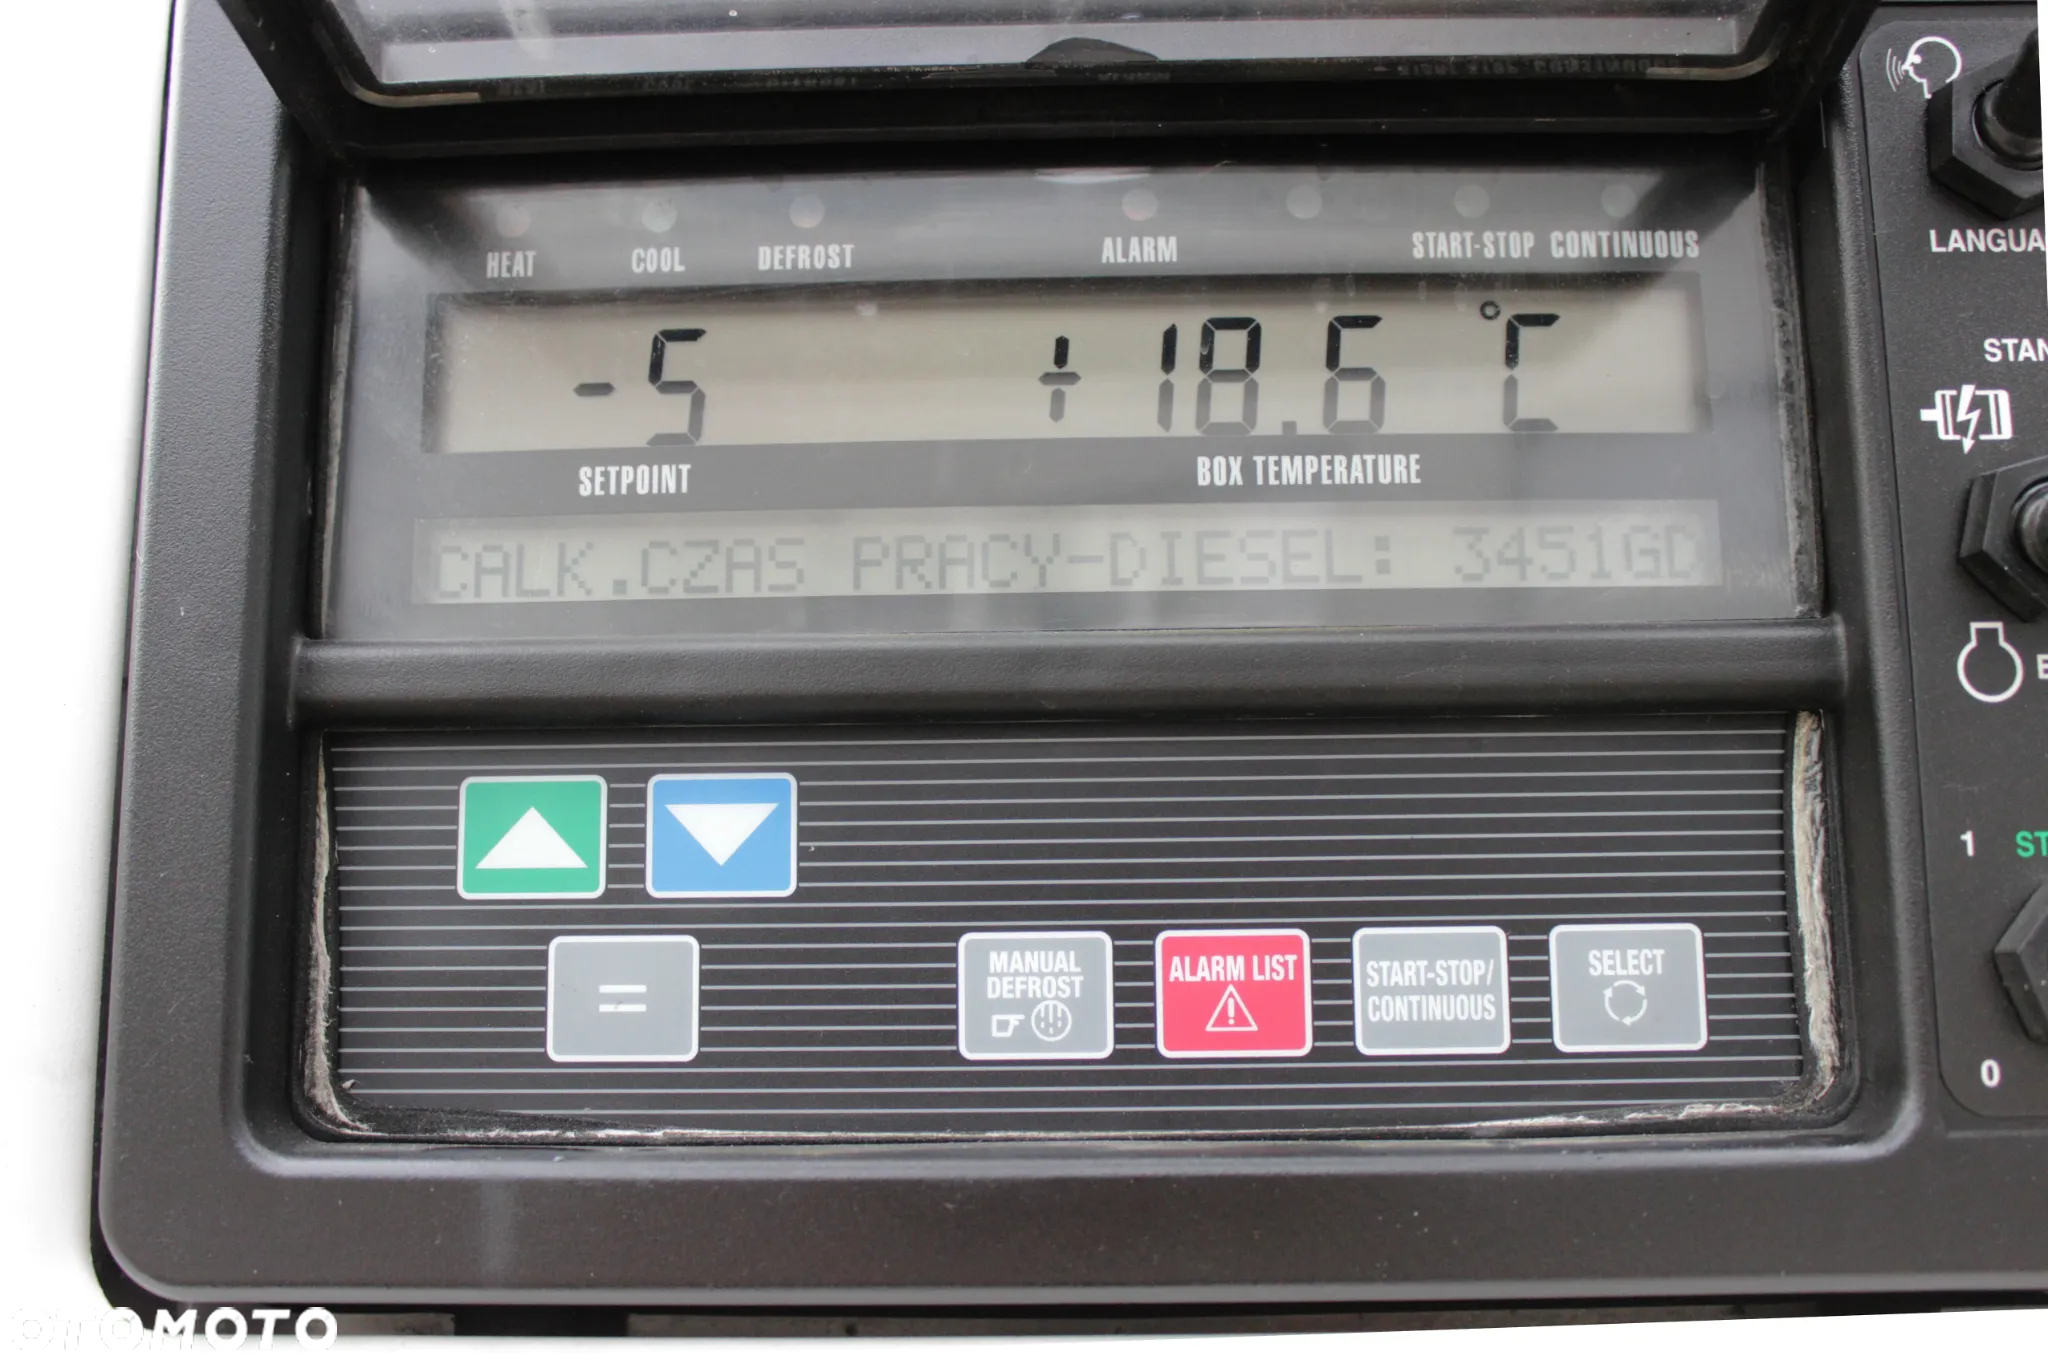 HEAT COOL DEFROST ALARM START-STOP CONTINUOUS
-5 +18.6 °C
SETPOINT BOX TEMPERATURE
CALK.CZAS PRACY-DIESEL: 3451GD
MANUAL DEFROST
ALARM LIST
START-STOP/
CONTINUOUS
SELECT
=
LANGUA
STAN
1 ST
0
OTOMOTO